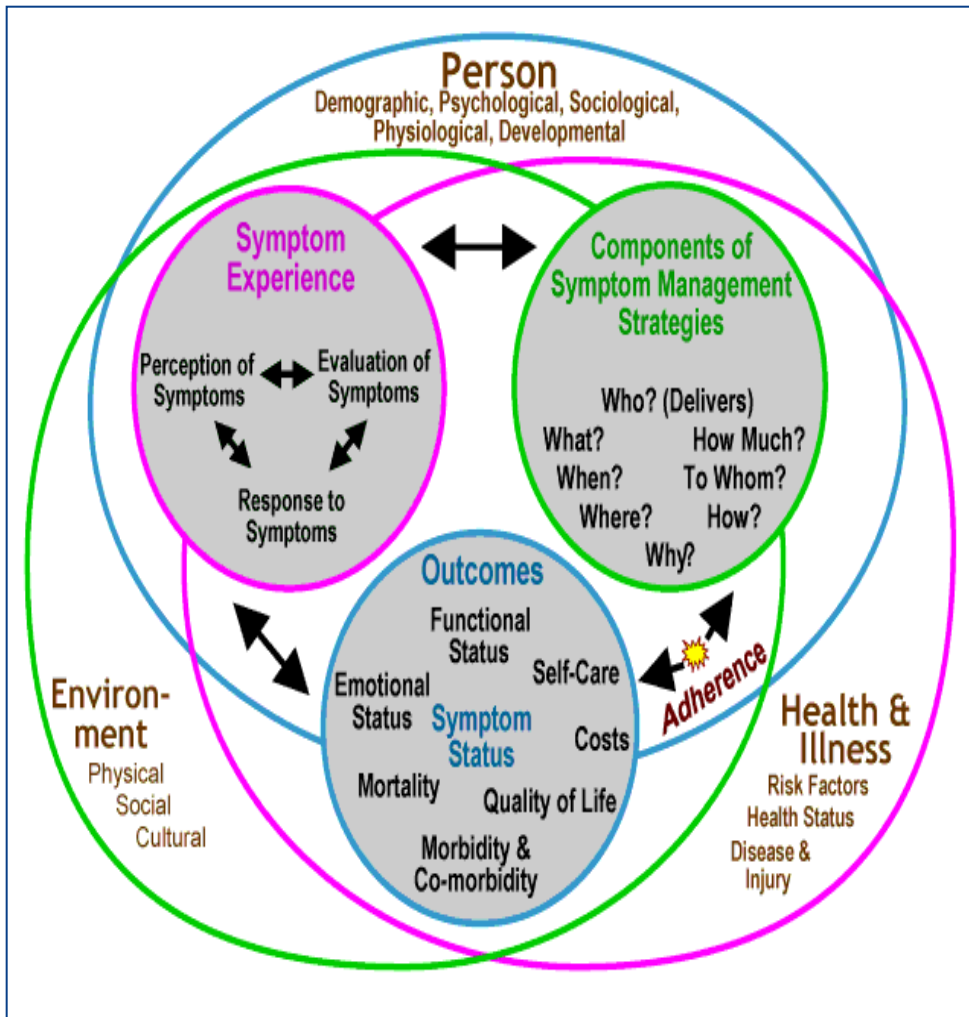 Person
Demographic, Psychological, Sociological,
Physiological, Developmental
Symptom
Experience
Perception of
Symptoms
Evaluation of
Symptoms
Response to
Symptoms
Components of
Symptom Management
Strategies
Who? (Delivers)
What?
How Much?
When?
To Whom?
Where?
How?
Why?
Outcomes
Functional
Status
Self-Care
Emotional
Status
Symptom
Status
Costs
Mortality
Quality of Life
Morbidity &
Co-morbidity
Adherence
Environ-
ment
Physical
Social
Cultural
Health &
Illness
Risk Factors
Health Status
Disease &
Injury